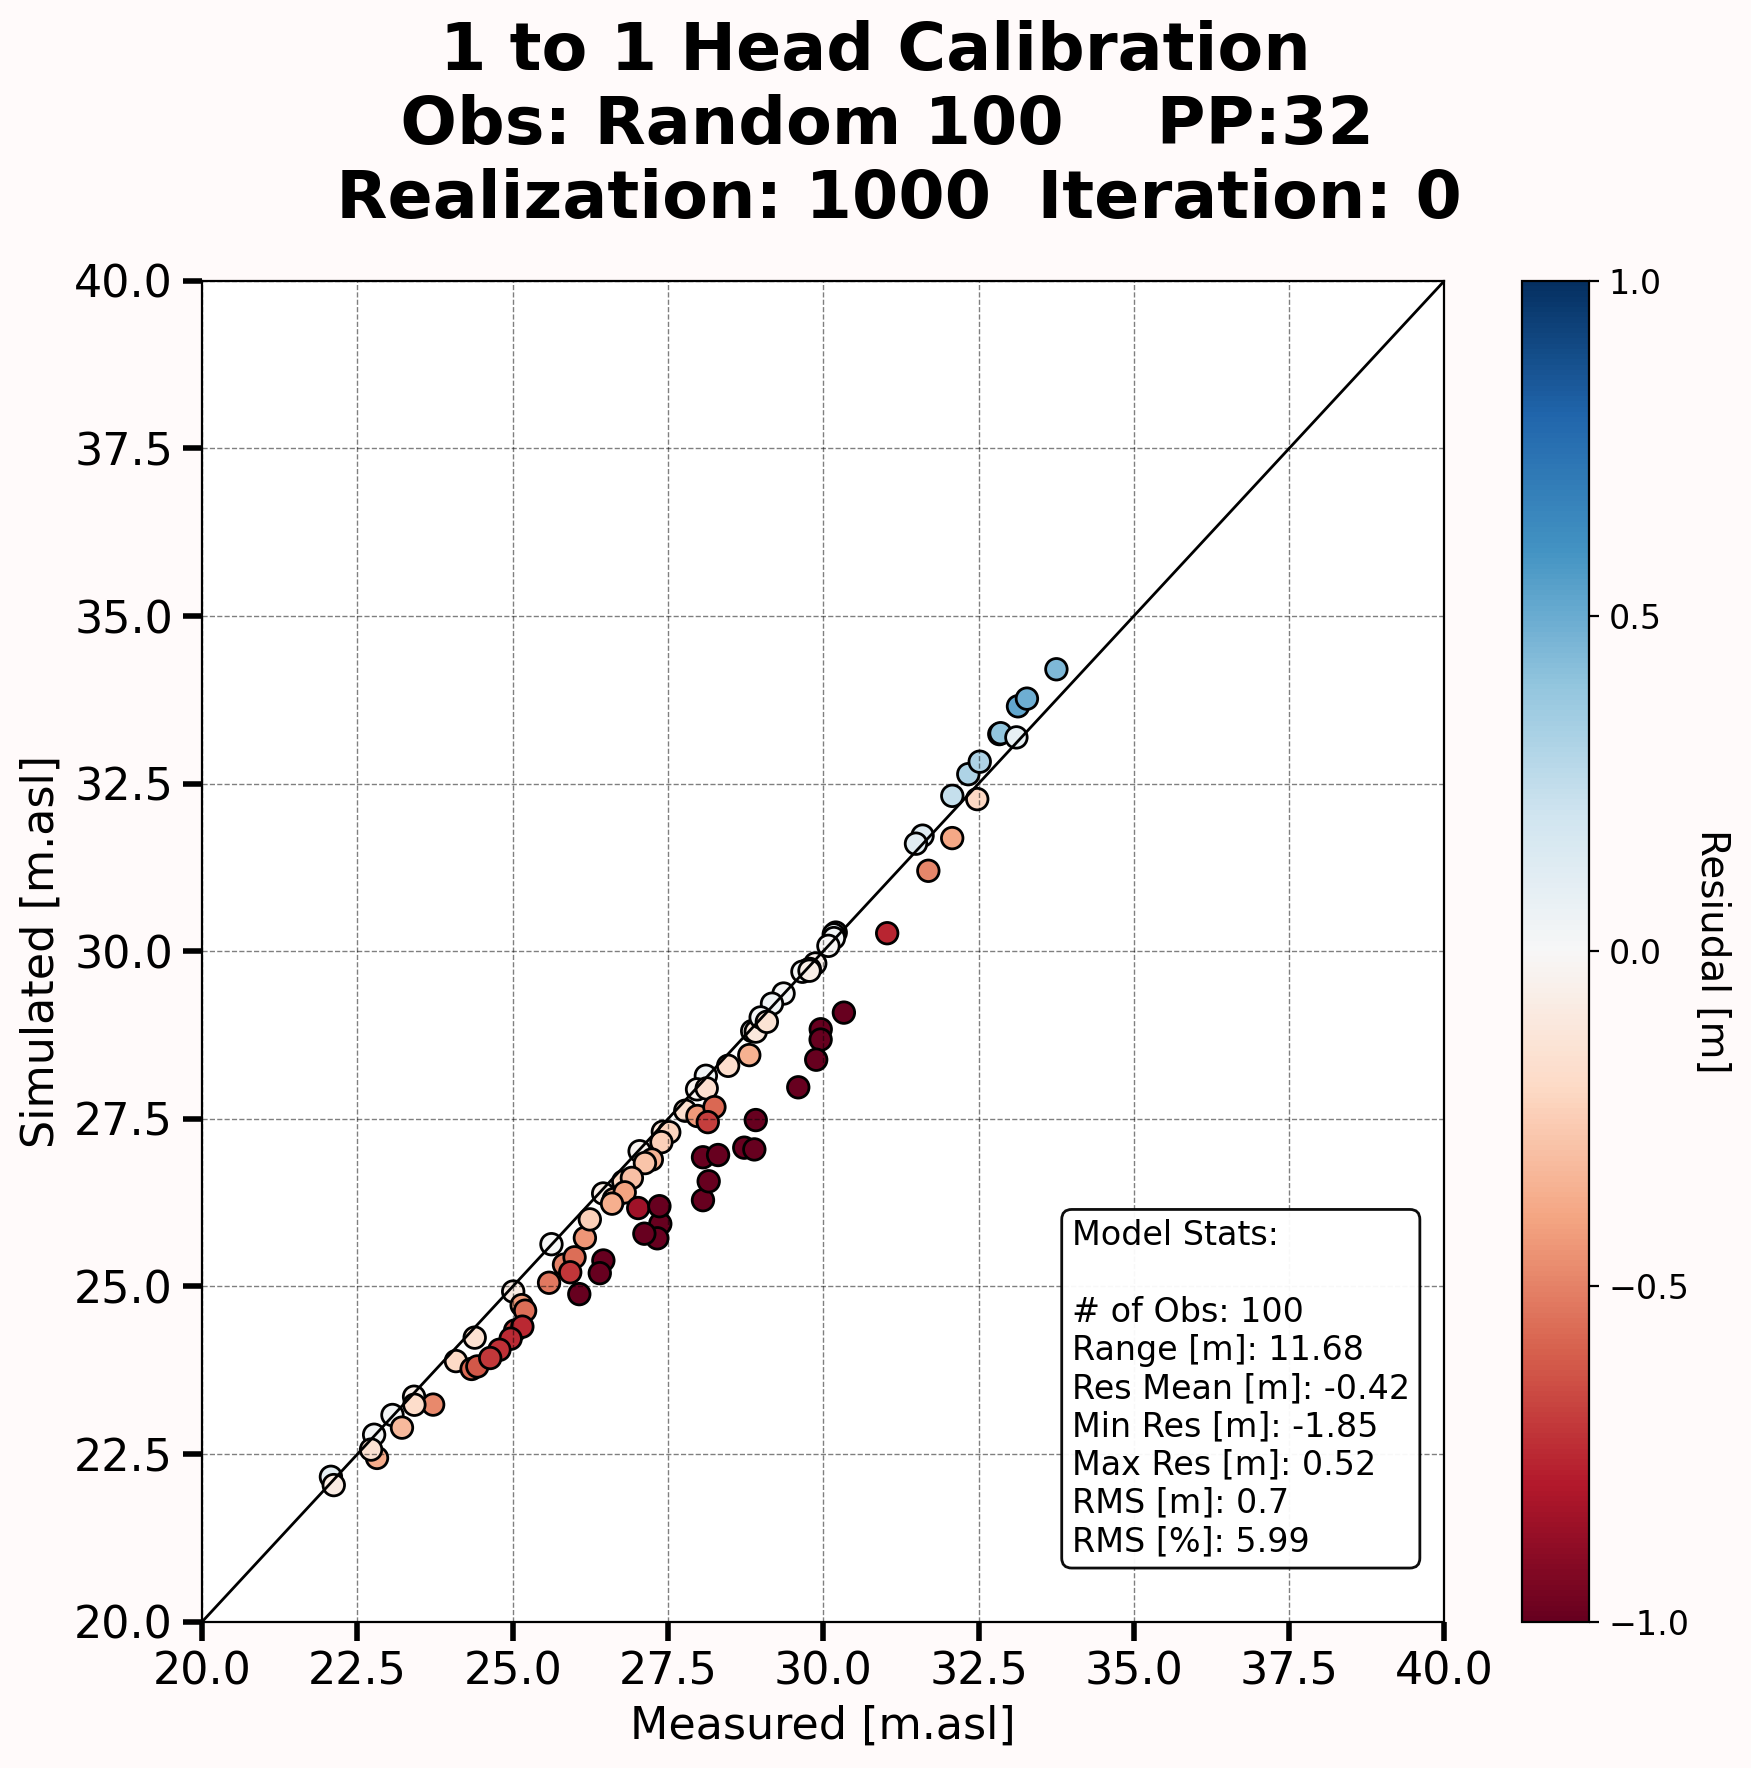 1 to 1 Head Calibration
Obs: Random 100    PP:32
Realization: 1000  Iteration: 0
40.0
37.5
35.0
32.5
30.0
27.5
25.0
22.5
20.0
Simulated [m.asl]
20.0 22.5 25.0 27.5 30.0 32.5 35.0 37.5 40.0
Measured [m.asl]
Model Stats:
# of Obs: 100
Range [m]: 11.68
Res Mean [m]: -0.42
Min Res [m]: -1.85
Max Res [m]: 0.52
RMS [m]: 0.7
RMS [%]: 5.99
1.0
0.5
0.0
−0.5
−1.0
Resiudal [m]